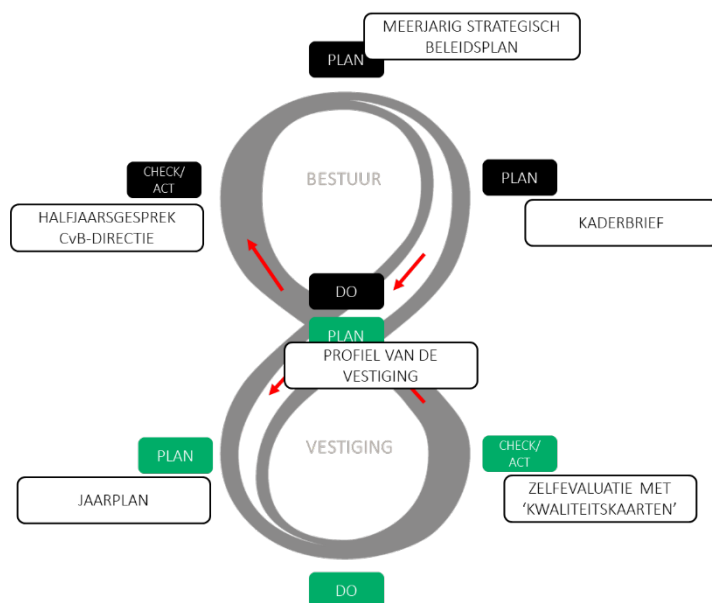 MEERJARIG STRATEGISCH
BELEIDSPLAN
PLAN
BESTUUR
CHECK/
ACT
PLAN
HALFJAARSGESPREK
CvB-DIRECTIE
KADERBRIEF
DO
PLAN
PROFIEL VAN DE
VESTIGING
VESTIGING
PLAN
CHECK/
ACT
JAARPLAN
ZELFEVALUATIE MET
‘KWALITEITSKAARTEN’
DO